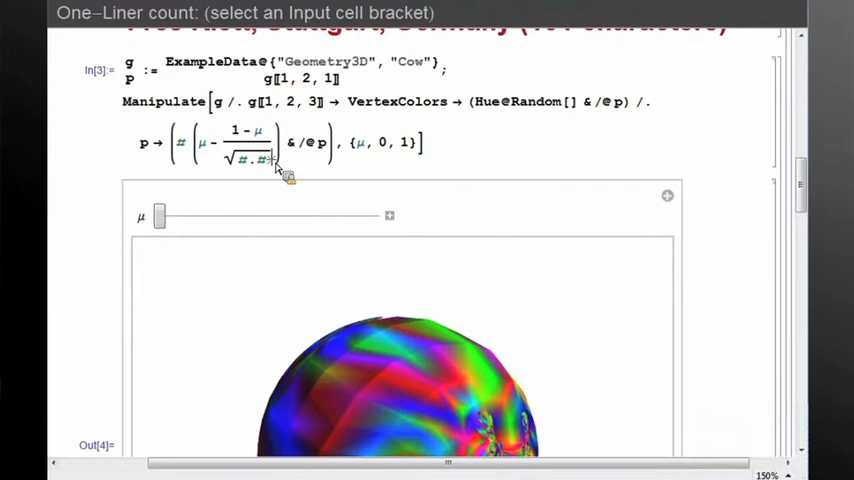 One-Liner count: (select an Input cell bracket)
In[3]:= g p := ExampleData@{"Geometry3D", "Cow"} g[[1, 2, 1]] ;
Manipulate[g /. g[[1, 2, 3]] → VertexColors → (Hue@Random[] & /@ p) /.
p → (# (μ - (1 - μ)/√(#.#)) & /@ p), {μ, 0, 1}]
μ
Out[4]=
150%